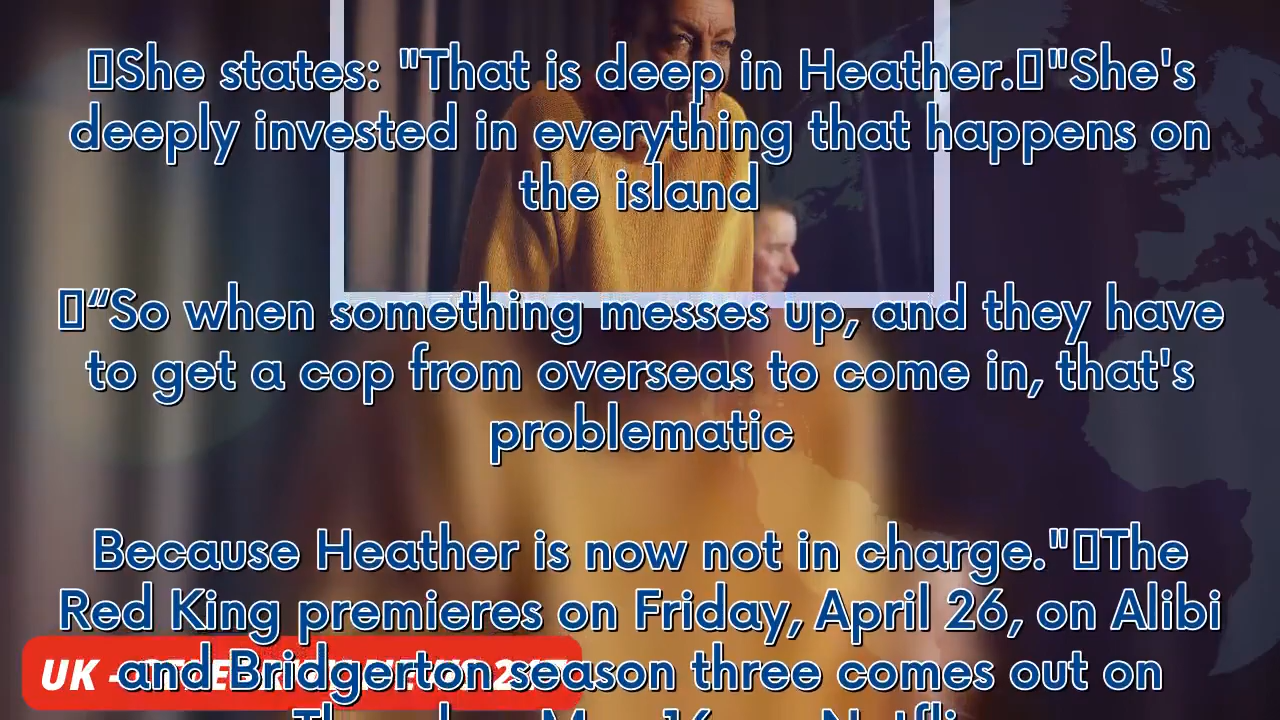 She states: "That is deep in Heather."She's
deeply invested in everything that happens on
the island
“So when something messes up, and they have
to get a cop from overseas to come in, that's
problematic
Because Heather is now not in charge."The
Red King premieres on Friday, April 26, on Alibi
and Bridgerton season three comes out on
UK -